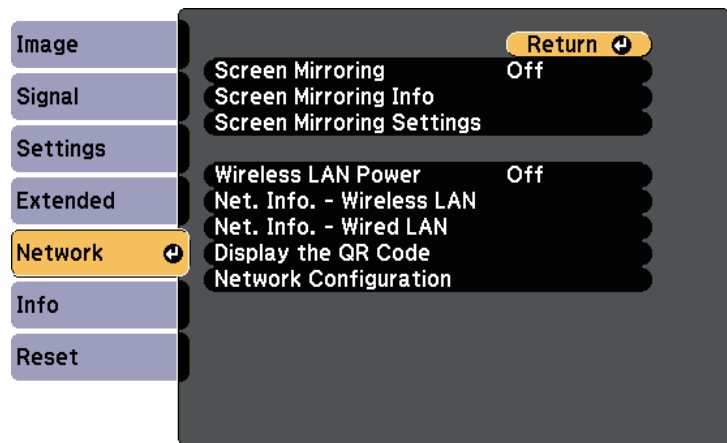 Image
Signal
Settings
Extended
Network
Info
Reset
Return
Screen Mirroring Off
Screen Mirroring Info
Screen Mirroring Settings
Wireless LAN Power Off
Net. Info. - Wireless LAN
Net. Info. - Wired LAN
Display the QR Code
Network Configuration